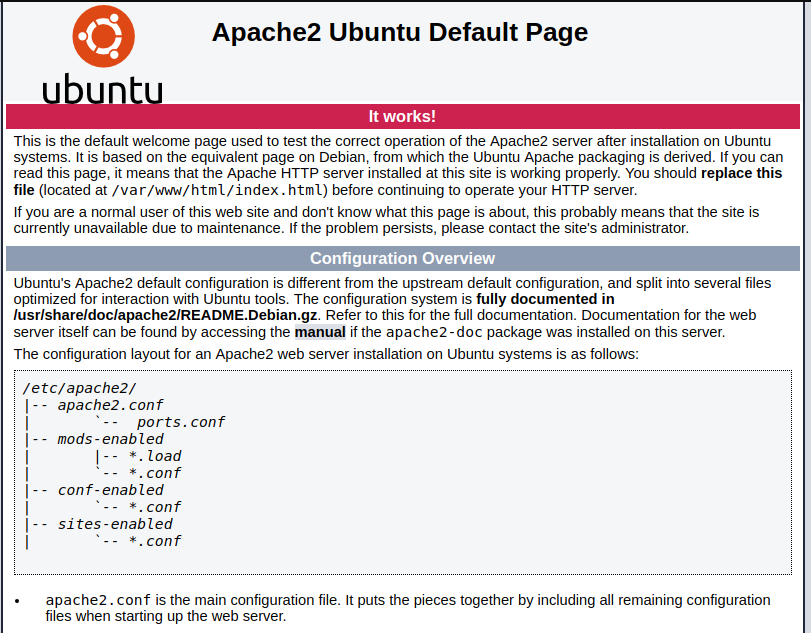 Apache2 Ubuntu Default Page
ubuntu
It works!
This is the default welcome page used to test the correct operation of the Apache2 server after installation on Ubuntu
systems. It is based on the equivalent page on Debian, from which the Ubuntu Apache packaging is derived. If you can
read this page, it means that the Apache HTTP server installed at this site is working properly. You should replace this
file (located at /var/www/html/index.html) before continuing to operate your HTTP server.
If you are a normal user of this web site and don't know what this page is about, this probably means that the site is
currently unavailable due to maintenance. If the problem persists, please contact the site's administrator.
Configuration Overview
Ubuntu's Apache2 default configuration is different from the upstream default configuration, and split into several files
optimized for interaction with Ubuntu tools. The configuration system is fully documented in
/usr/share/doc/apache2/README.Debian.gz. Refer to this for the full documentation. Documentation for the web
server itself can be found by accessing the manual if the apache2-doc package was installed on this server.
The configuration layout for an Apache2 web server installation on Ubuntu systems is as follows:
/etc/apache2/
|-- apache2.conf
|       `--  ports.conf
|-- mods-enabled
|       |-- *.load
|       `-- *.conf
|-- conf-enabled
|       `-- *.conf
|-- sites-enabled
|       `-- *.conf
• apache2.conf is the main configuration file. It puts the pieces together by including all remaining configuration
files when starting up the web server.